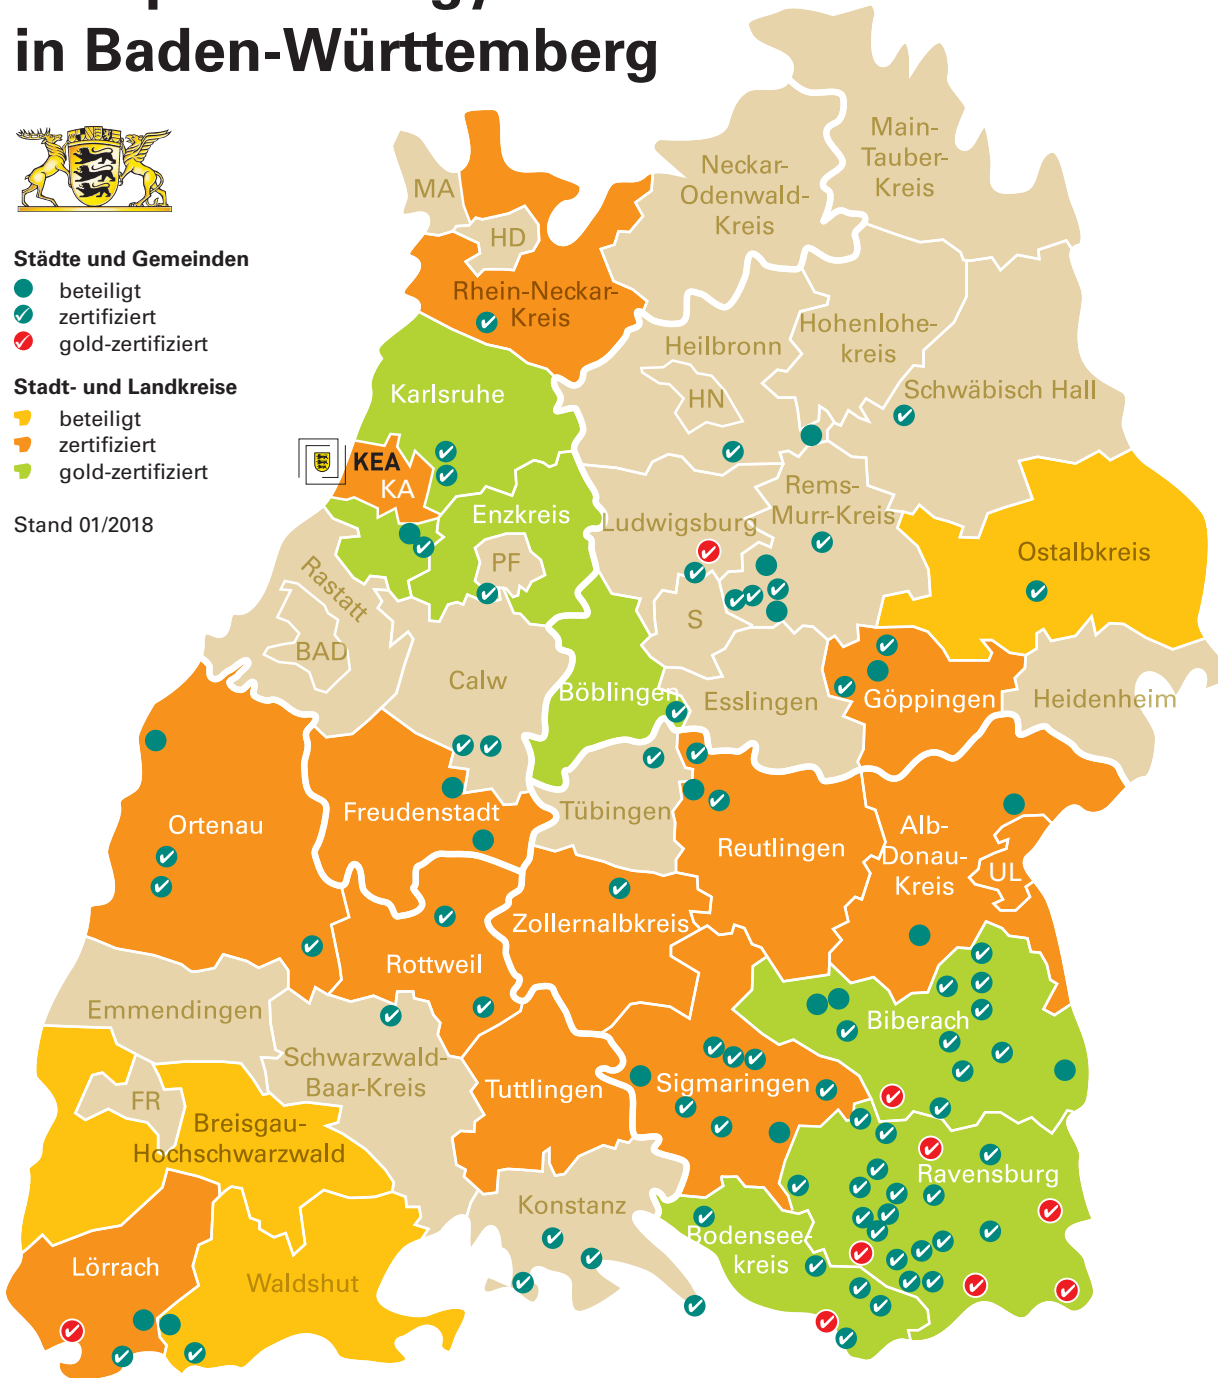 in Baden-Württemberg
Städte und Gemeinden
beteiligt
zertifiziert
gold-zertifiziert
Stadt- und Landkreise
beteiligt
zertifiziert
gold-zertifiziert
Stand 01/2018
Main-
Tauber-
Kreis
Neckar-
Odenwald-
Kreis
MA
HD
Rhein-Neckar-
Kreis
Hohenlohe-
kreis
Heilbronn
HN
Schwäbisch Hall
Karlsruhe
KEA
KA
Enzkreis
PF
Ludwigsburg
Rems-
Murr-Kreis
Ostalbkreis
Rastatt
BAD
S
Calw
Böblingen
Esslingen
Göppingen
Heidenheim
Ortenau
Freudenstadt
Tübingen
Reutlingen
Alb-
Donau-
Kreis
UL
Zollernalbkreis
Rottweil
Emmendingen
Schwarzwald-
Baar-Kreis
Tuttlingen
Sigmaringen
Biberach
FR
Breisgau-
Hochschwarzwald
Ravensburg
Konstanz
Bodensee-
kreis
Lörrach
Waldshut